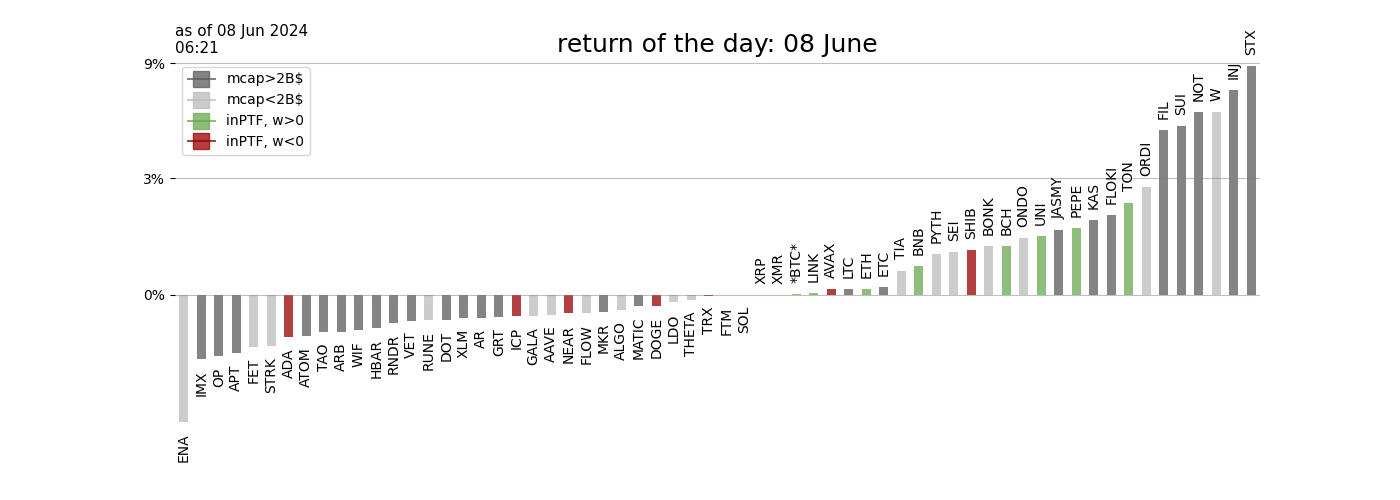 as of 08 Jun 2024
06:21
return of the day: 08 June
9%
3%
0%
mcap>2B$
mcap<2B$
inPTF, w>0
inPTF, w<0
ENA
IMX
OP
APT
FET
STRK
ADA
ATOM
TAO
ARB
WIF
HBAR
RNDR
VET
RUNE
DOT
XLM
AR
GRT
ICP
GALA
AAVE
NEAR
FLOW
MKR
ALGO
MATIC
DOGE
LDO
THETA
TRX
FTM
SOL
XRP
XMR
*BTC*
LINK
AVAX
LTC
ETH
ETC
TIA
BNB
PYTH
SEI
SHIB
BONK
BCH
ONDO
UNI
JASMY
PEPE
KAS
FLOKI
TON
ORDI
FIL
SUI
NOT
W
INJ
STX